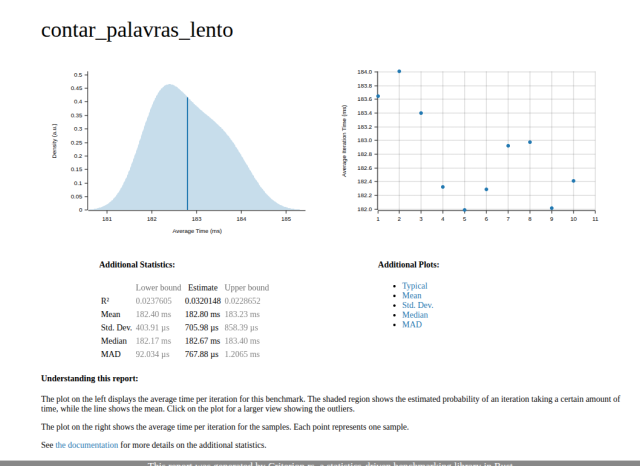 contar_palavras_lento
0.5
0.45
0.4
0.35
0.3
0.25
0.2
0.15
0.1
0.05
0
Density (a.u.)
181 182 183 184 185
Average Time (ms)
184.0
183.8
183.6
183.4
183.2
183.0
182.8
182.6
182.4
182.2
182.0
Average Iteration Time (ms)
1 2 3 4 5 6 7 8 9 10 11
Additional Statistics:
Lower bound Estimate Upper bound
R² 0.0237605 0.0320148 0.0228652
Mean 182.40 ms 182.80 ms 183.23 ms
Std. Dev. 403.91 µs 705.98 µs 858.39 µs
Median 182.17 ms 182.67 ms 183.40 ms
MAD 92.034 µs 767.88 µs 1.2065 ms
Additional Plots:
Typical
Mean
Std. Dev.
Median
MAD
Understanding this report:
The plot on the left displays the average time per iteration for this benchmark. The shaded region shows the estimated probability of an iteration taking a certain amount of
time, while the line shows the mean. Click on the plot for a larger view showing the outliers.
The plot on the right shows the average time per iteration for the samples. Each point represents one sample.
See the documentation for more details on the additional statistics.
This report was generated by Criterion.rs, a statistics-driven benchmarking library in Rust.